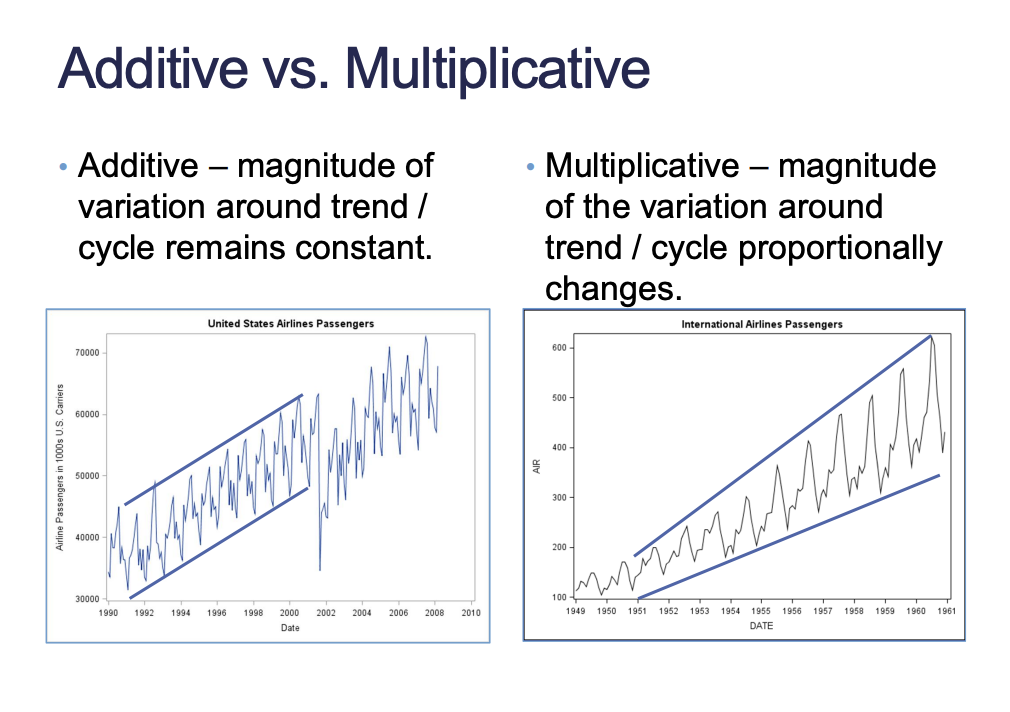 Additive vs. Multiplicative
• Additive – magnitude of
variation around trend /
cycle remains constant.
• Multiplicative – magnitude
of the variation around
trend / cycle proportionally
changes.
United States Airlines Passengers
Airline Passengers in 1000s U.S. Carriers
70000
60000
50000
40000
30000
1990 1992 1994 1996 1998 2000 2002 2004 2006 2008 2010
Date
International Airlines Passengers
AIR
600
500
400
300
200
100
1949 1950 1951 1952 1953 1954 1955 1956 1957 1958 1959 1960 1961
DATE